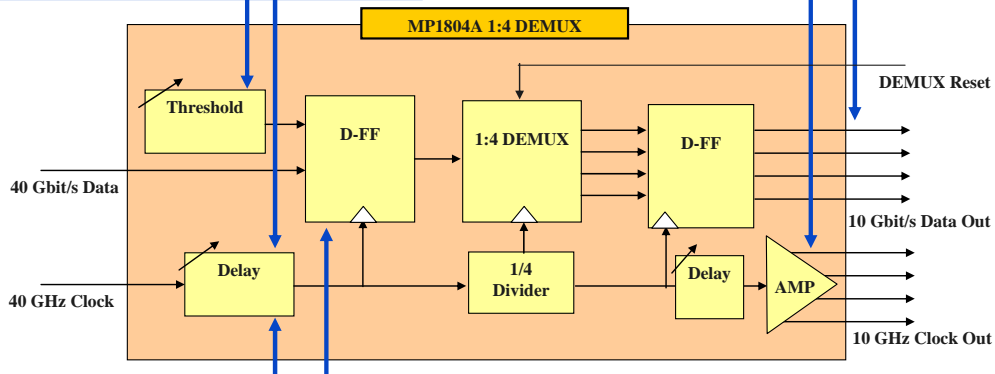 MP1804A 1:4 DEMUX
DEMUX Reset
Threshold
D-FF
1:4 DEMUX
D-FF
40 Gbit/s Data
10 Gbit/s Data Out
Delay
1/4
Divider
Delay
AMP
40 GHz Clock
10 GHz Clock Out